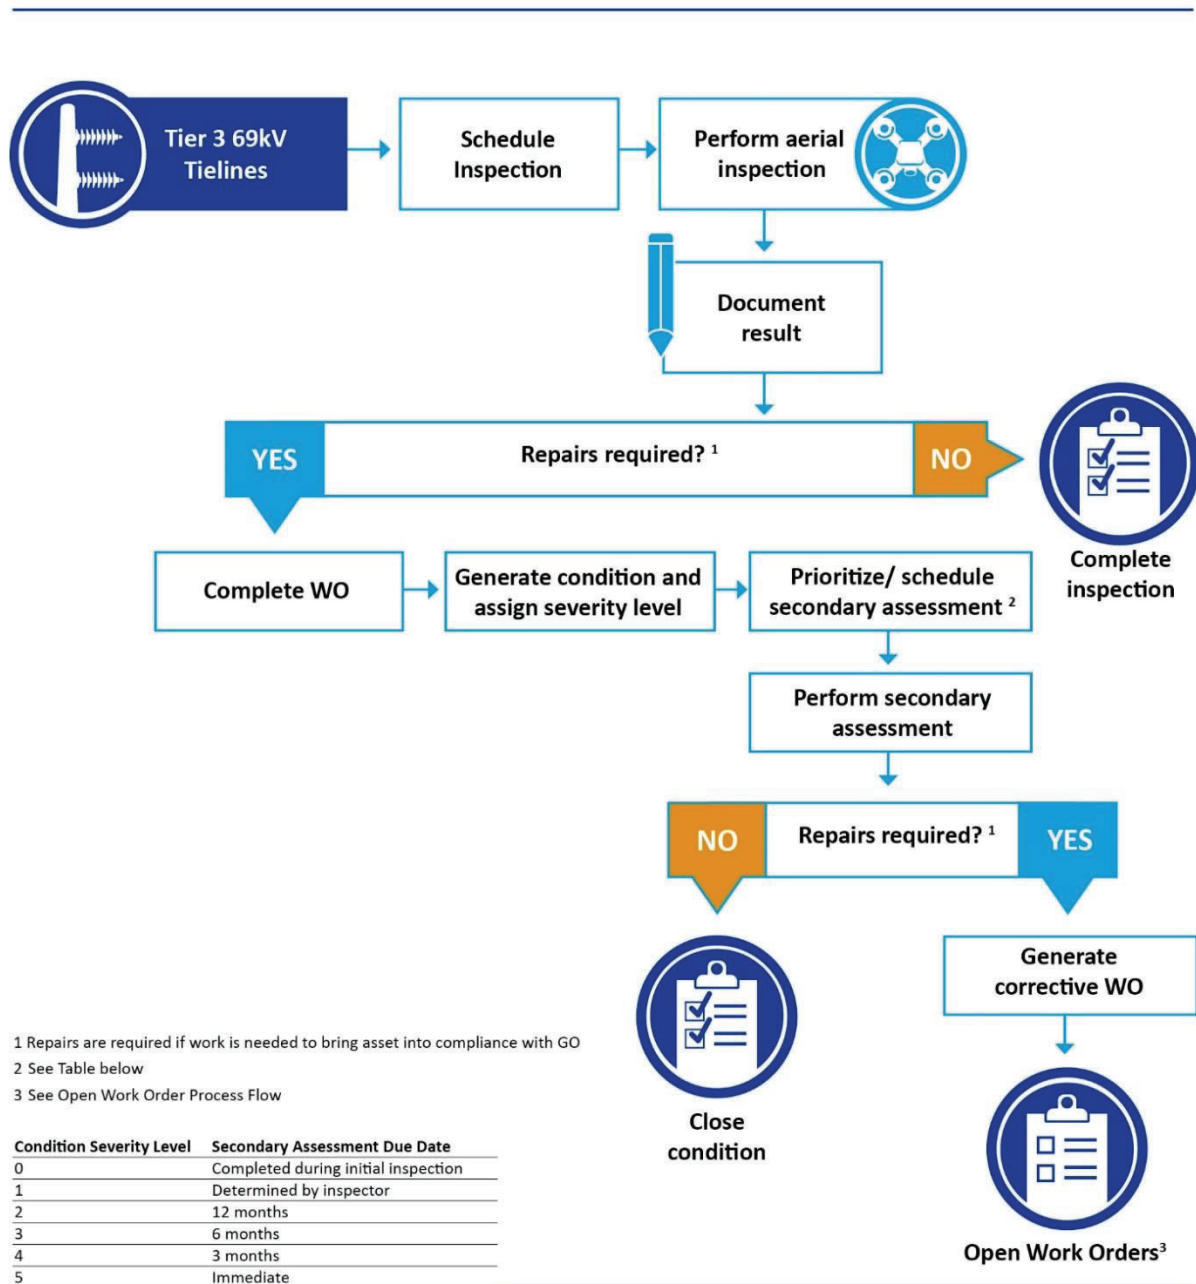 Tier 3 69kV
Tielines
Schedule
Inspection
Perform aerial
inspection
Document
result
YES
Repairs required? 1
NO
Complete
inspection
Complete WO
Generate condition and
assign severity level
Prioritize/ schedule
secondary assessment 2
Perform secondary
assessment
NO
Repairs required? 1
YES
Close
condition
Generate
corrective WO
Open Work Orders3
1 Repairs are required if work is needed to bring asset into compliance with GO
2 See Table below
3 See Open Work Order Process Flow
Condition Severity Level Secondary Assessment Due Date
0 Completed during initial inspection
1 Determined by inspector
2 12 months
3 6 months
4 3 months
5 Immediate